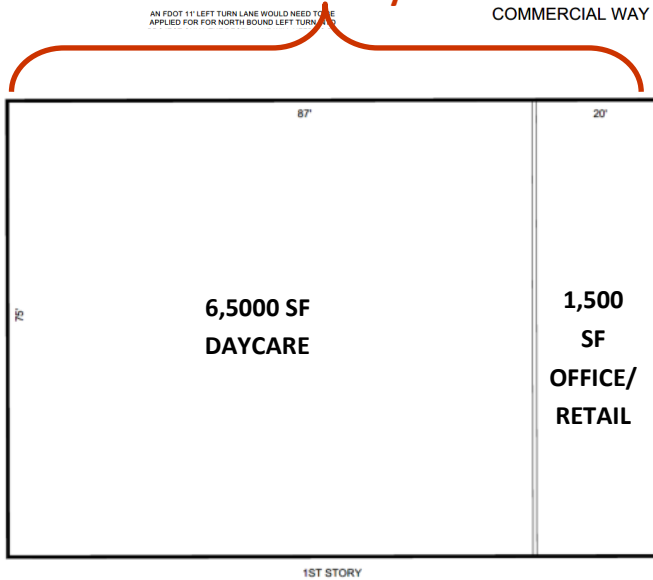 AN FDOT 11' LEFT TURN LANE WOULD NEED TO BE
APPLIED FOR FOR NORTH BOUND LEFT TURN
COMMERCIAL WAY
87'
20'
75'
6,5000 SF
DAYCARE
1,500
SF
OFFICE/
RETAIL
1ST STORY